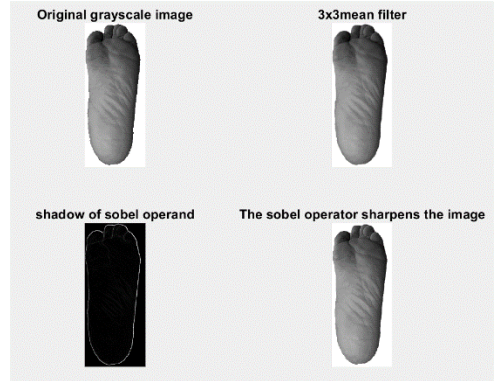 Original grayscale image
3x3mean filter
shadow of sobel operand
The sobel operator sharpens the image